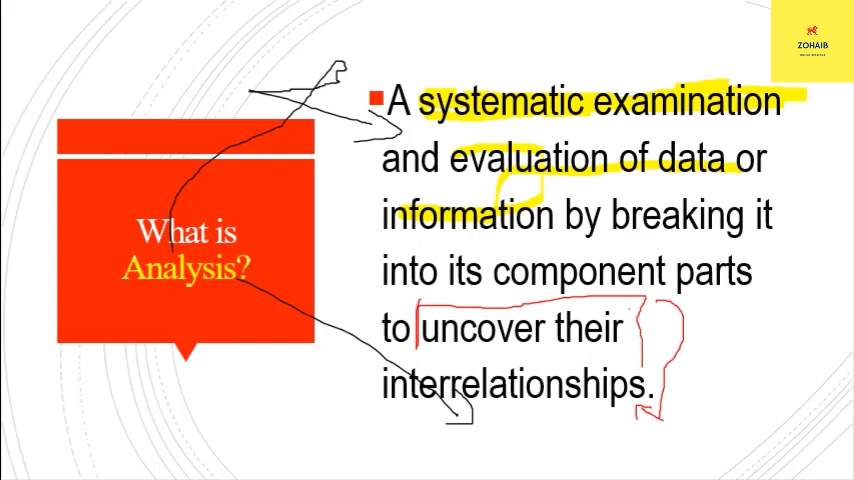 ZOHAIB
A systematic examination
and evaluation of data or
information by breaking it
into its component parts
to uncover their
interrelationships.
What is
Analysis?